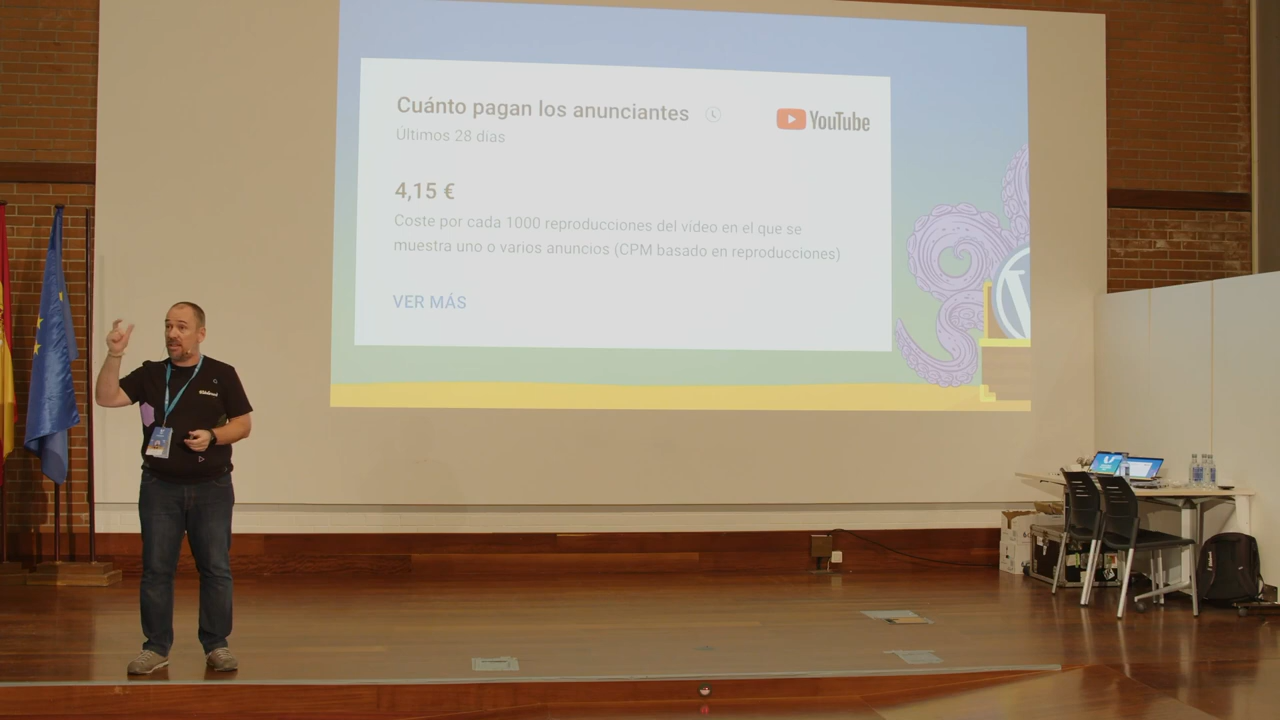 Cuánto pagan los anunciantes
YouTube
Últimos 28 días
4,15 €
Coste por cada 1000 reproducciones del vídeo en el que se
muestra uno o varios anuncios (CPM basado en reproducciones)
VER MÁS